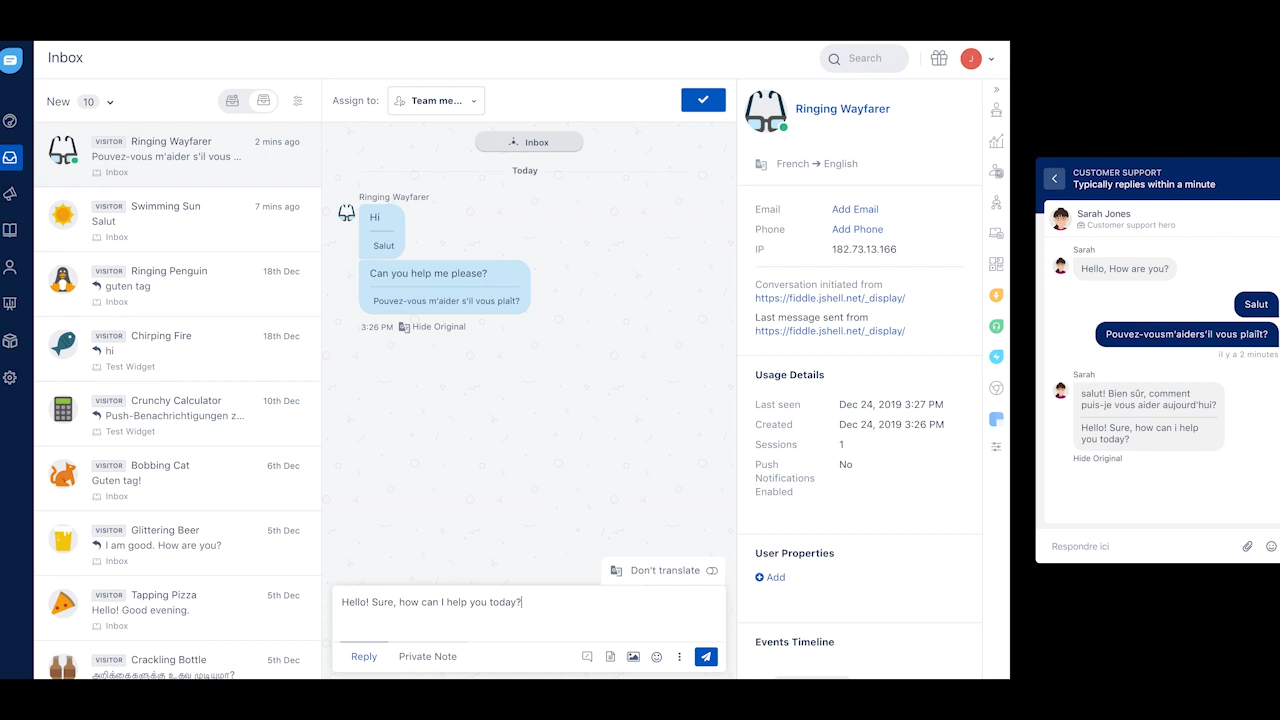 Inbox
Search
J
New 10
Assign to:
Team me...
VISITOR Ringing Wayfarer 2 mins ago
Pouvez-vous m'aider s'il vous ...
Inbox
VISITOR Swimming Sun 7 mins ago
Salut
Inbox
VISITOR Ringing Penguin 18th Dec
guten tag
Inbox
VISITOR Chirping Fire 18th Dec
hi
Test Widget
VISITOR Crunchy Calculator 10th Dec
Push-Benachrichtigungen z...
Test Widget
VISITOR Bobbing Cat 6th Dec
Guten tag!
Inbox
VISITOR Glittering Beer 5th Dec
I am good. How are you?
Inbox
VISITOR Tapping Pizza 5th Dec
Hello! Good evening.
Inbox
VISITOR Crackling Bottle 5th Dec
அறிக்கைகளுக்கு உதவ முடியுமா?
Inbox
Today
Ringing Wayfarer
Hi
Salut
Can you help me please?
Pouvez-vous m'aider s'il vous plaît?
3:26 PM Hide Original
Don't translate
Hello! Sure, how can I help you today?
Reply Private Note
Ringing Wayfarer
French ➔ English
Email Add Email
Phone Add Phone
IP 182.73.13.166
Conversation initiated from
https://fiddle.jshell.net/_display/
Last message sent from
https://fiddle.jshell.net/_display/
Usage Details
Last seen Dec 24, 2019 3:27 PM
Created Dec 24, 2019 3:26 PM
Sessions 1
Push No
Notifications
Enabled
User Properties
Add
Events Timeline
CUSTOMER SUPPORT
Typically replies within a minute
Sarah Jones
Customer support hero
Sarah
Hello, How are you?
Salut
Pouvez-vousm'aiders'il vous plaiît?
il y a 2 minutes
Sarah
salut! Bien sûr, comment
puis-je vous aider aujourd'hui?
Hello! Sure, how can i help
you today?
Hide Original
Respondre ici